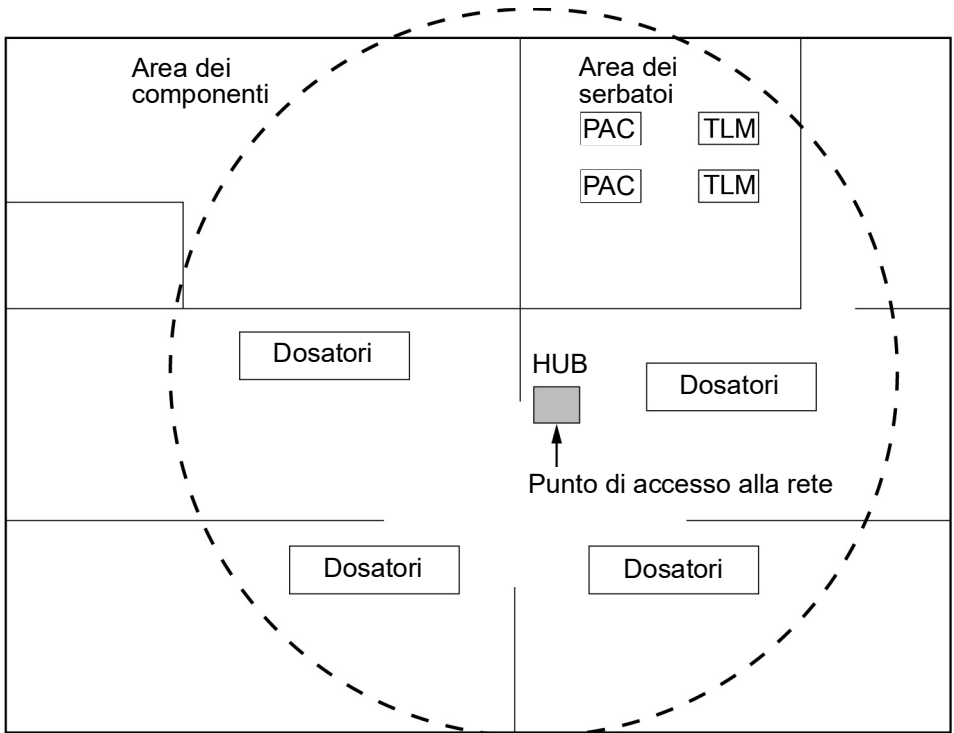 Area dei
componenti
Area dei
serbatoi
PAC
TLM
PAC
TLM
Dosatori
HUB
Dosatori
Punto di accesso alla rete
Dosatori
Dosatori